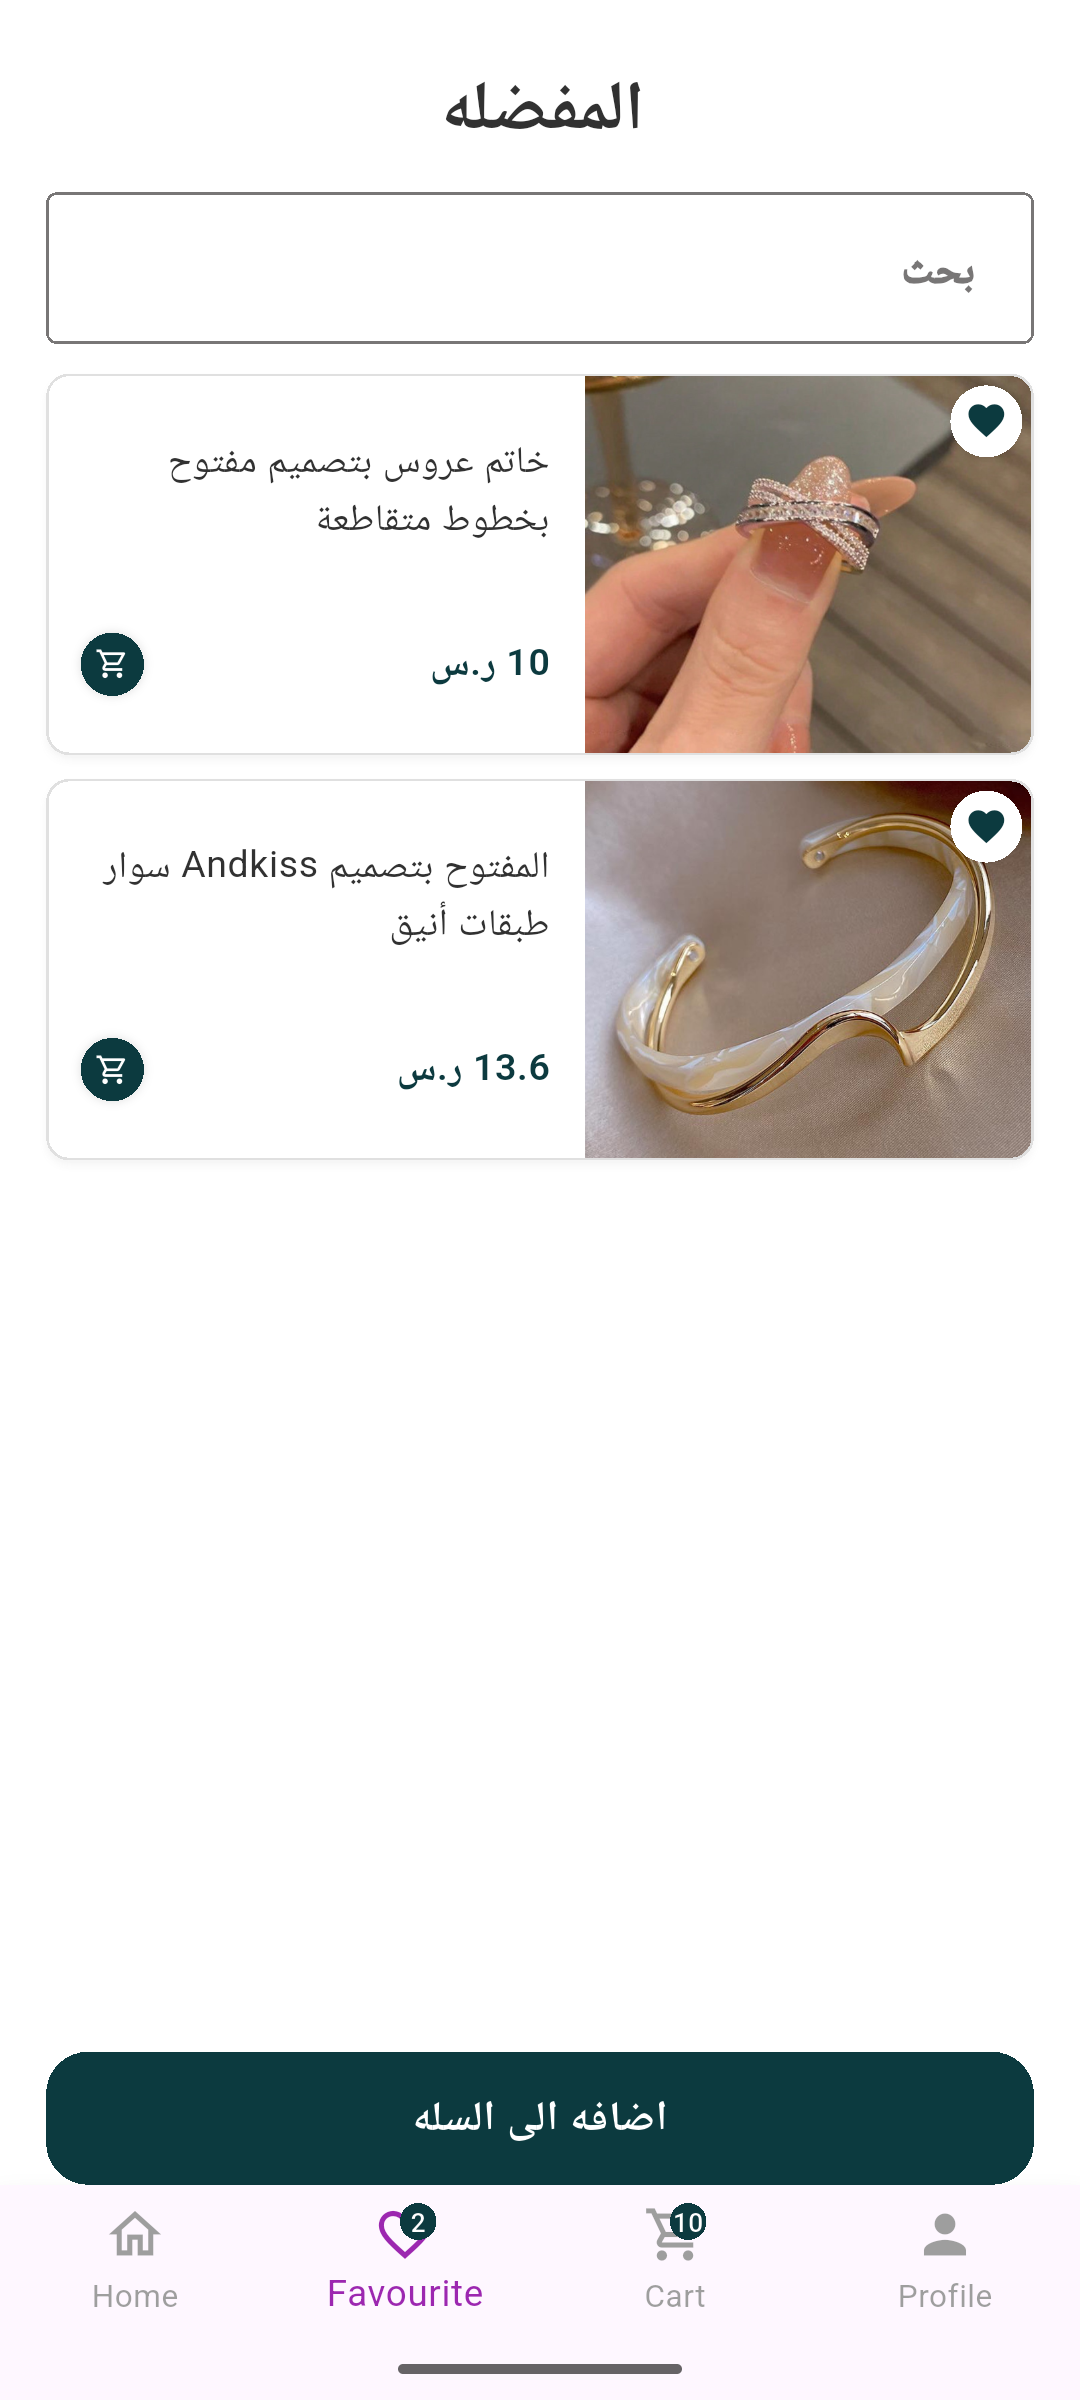 المفضله
بحث
خاتم عروس بتصميم مفتوح
بخطوط متقاطعة
10 ر.س
المفتوح بتصميم Andkiss سوار
طبقات أنيق
13.6 ر.س
اضافه الى السله
2
10
Home
Favourite
Cart
Profile